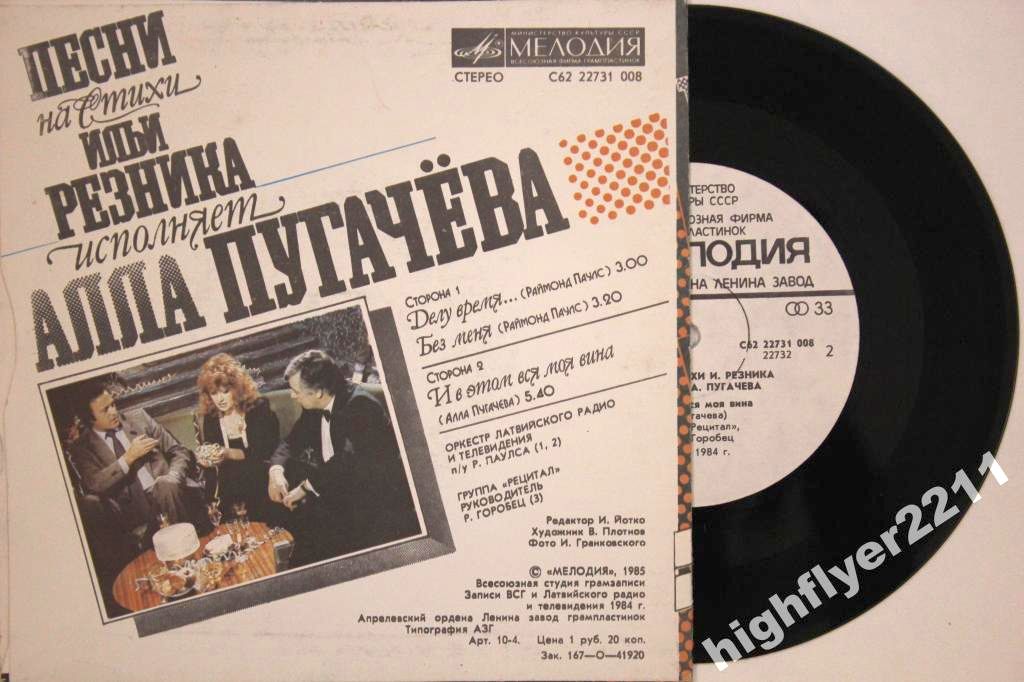 ПЕСНИ
на Стихи
ИЛЬИ
РЕЗНИКА
исполняет
АЛЛА ПУГАЧЁВА
МИНИСТЕРСТВО КУЛЬТУРЫ СССР
МЕЛОДИЯ
ВСЕСОЮЗНАЯ ФИРМА ГРАМПЛАСТИНОК
СТЕРЕО С62 22731 008
СТОРОНА 1
Делу время... (РАЙМОНД ПАУЛС) 3.00
Без меня (РАЙМОНД ПАУЛС) 3.20
СТОРОНА 2
И в этом вся моя вина
(АЛЛА ПУГАЧЕВА) 5.40
ОРКЕСТР ЛАТВИЙСКОГО РАДИО
И ТЕЛЕВИДЕНИЯ
П/У Р. ПАУЛСА (1, 2)
ГРУППА «РЕЦИТАЛ»
РУКОВОДИТЕЛЬ
Р. ГОРОБЕЦ (3)
Редактор И. Йотко
Художник В. Плотнов
Фото И. Гранковского
© «МЕЛОДИЯ», 1985
Всесоюзная студия грамзаписи
Записи ВСГ и Латвийского радио
и телевидения 1984 г.
Апрелевский ордена Ленина завод грампластинок
Типография АЗГ
Арт. 10-4. Цена 1 руб. 20 коп.
Зак. 167—О—41920
ТЕРСТВО
РЫ СССР
ОЗНАЯ ФИРМА
ЛАСТИНОК
ЛОДИЯ
НА ЛЕНИНА ЗАВОД
33
С62 22731 008
22732 2
ХИ И. РЕЗНИКА
А. ПУГАЧЕВА
ся моя вина
гачева)
Рецитал»,
Горобец
1984 г.
highflyer2211